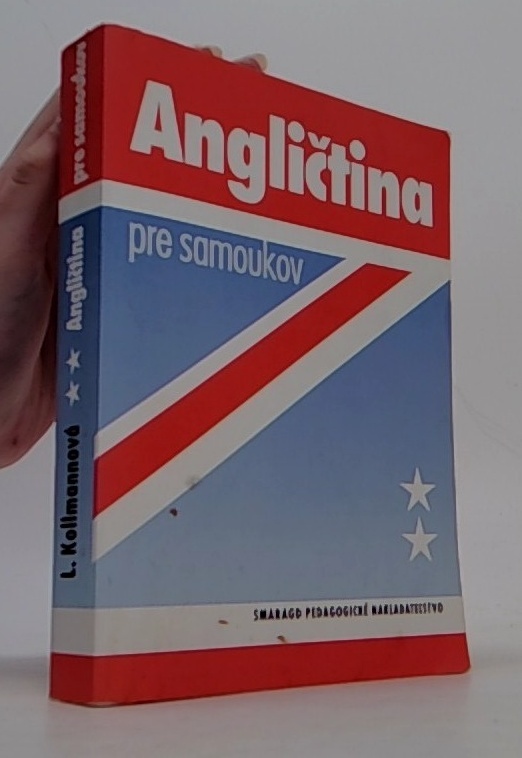 Angličtina
pre samoukov
SMARAGD PEDAGOGICKÉ NAKLADATEĽSTVO
L. Kollmannová
Angličtina
pre samoukov